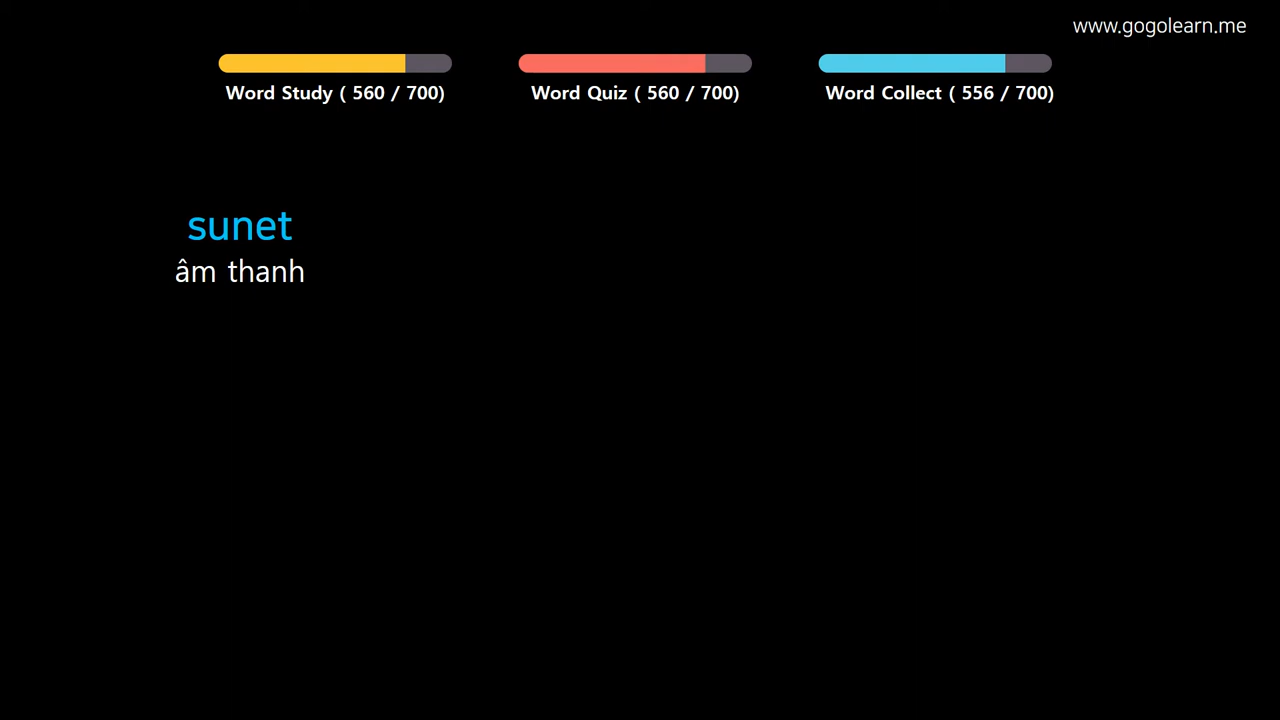 www.gogolearn.me
Word Study ( 560 / 700)
Word Quiz ( 560 / 700)
Word Collect ( 556 / 700)
sunet
âm thanh